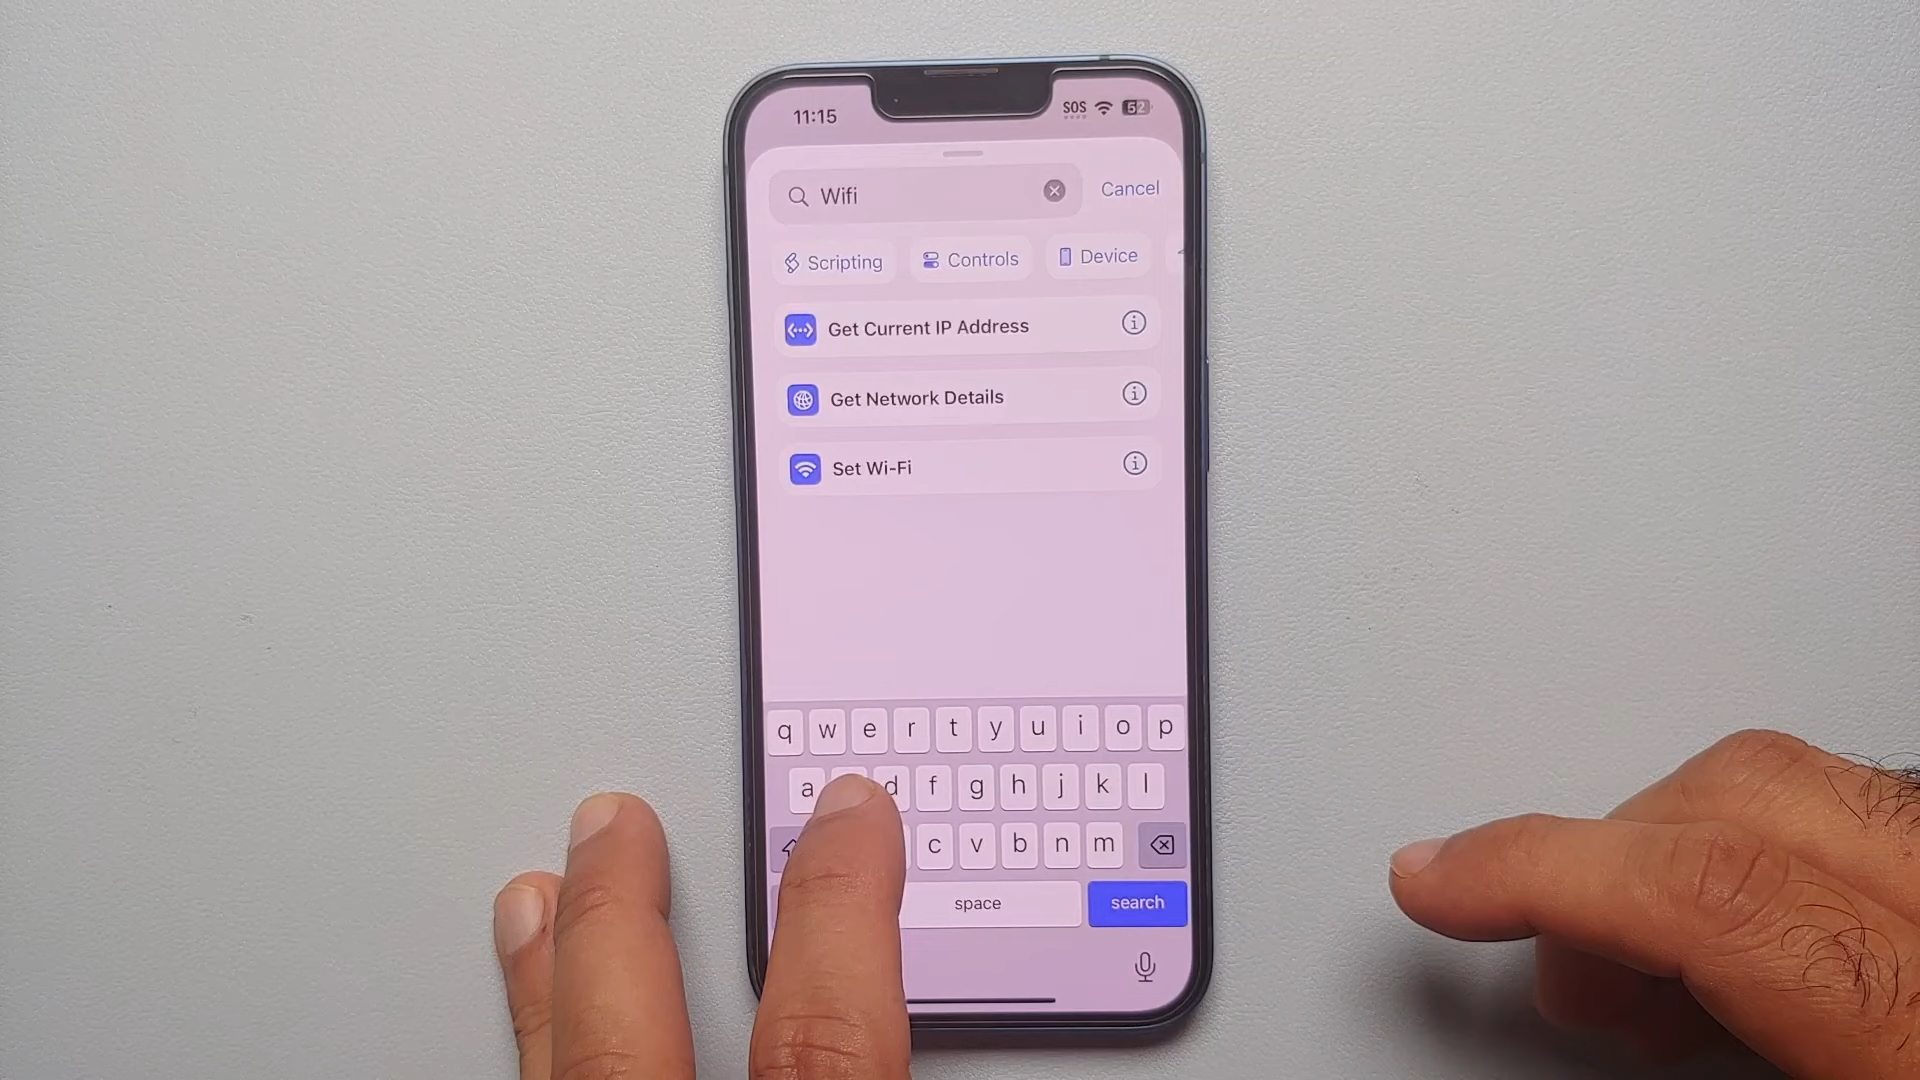 11:15 SOS 52
Wifi Cancel
Scripting Controls Device
Get Current IP Address
Get Network Details
Set Wi-Fi
q w e r t y u i o p
a d f g h j k l
c v b n m
space search